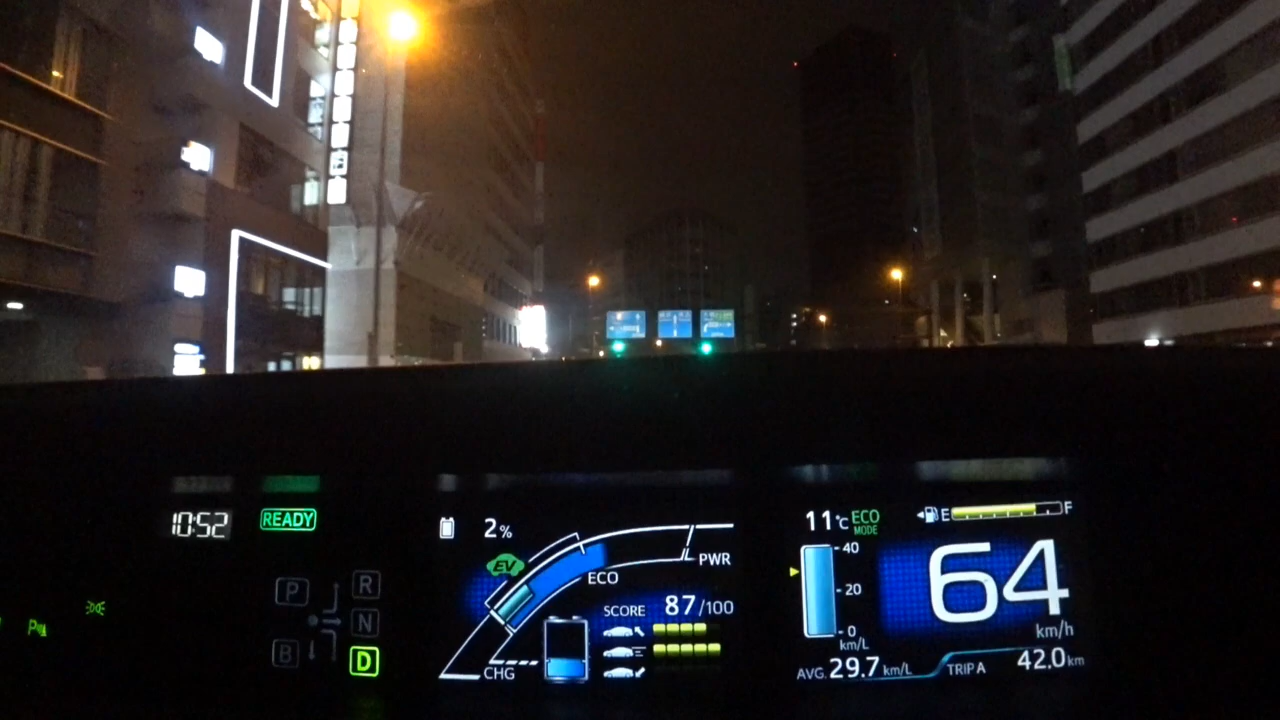 10:52
READY
P
R
N
B
D
2%
EV
PWR
ECO
SCORE 87/100
CHG
11°C ECO MODE
E F
40
20
0
km/L
64
km/h
AVG. 29.7 km/L
TRIP A 42.0 km